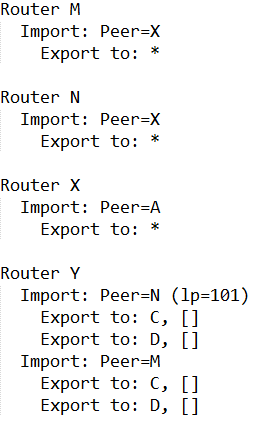 Router M
Import: Peer=X
Export to: *
Router N
Import: Peer=X
Export to: *
Router X
Import: Peer=A
Export to: *
Router Y
Import: Peer=N (lp=101)
Export to: C, []
Export to: D, []
Import: Peer=M
Export to: C, []
Export to: D, []